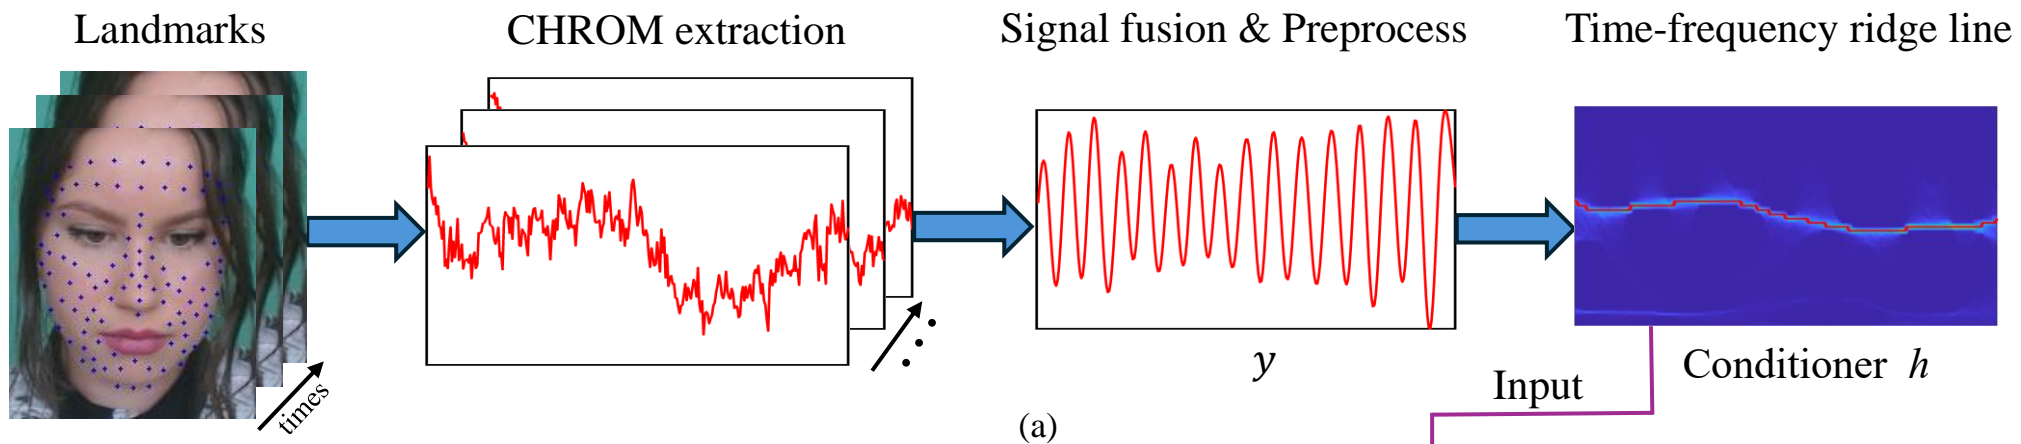 Landmarks
CHROM extraction
Signal fusion & Preprocess
Time-frequency ridge line
times
y
Conditioner h
Input
(a)